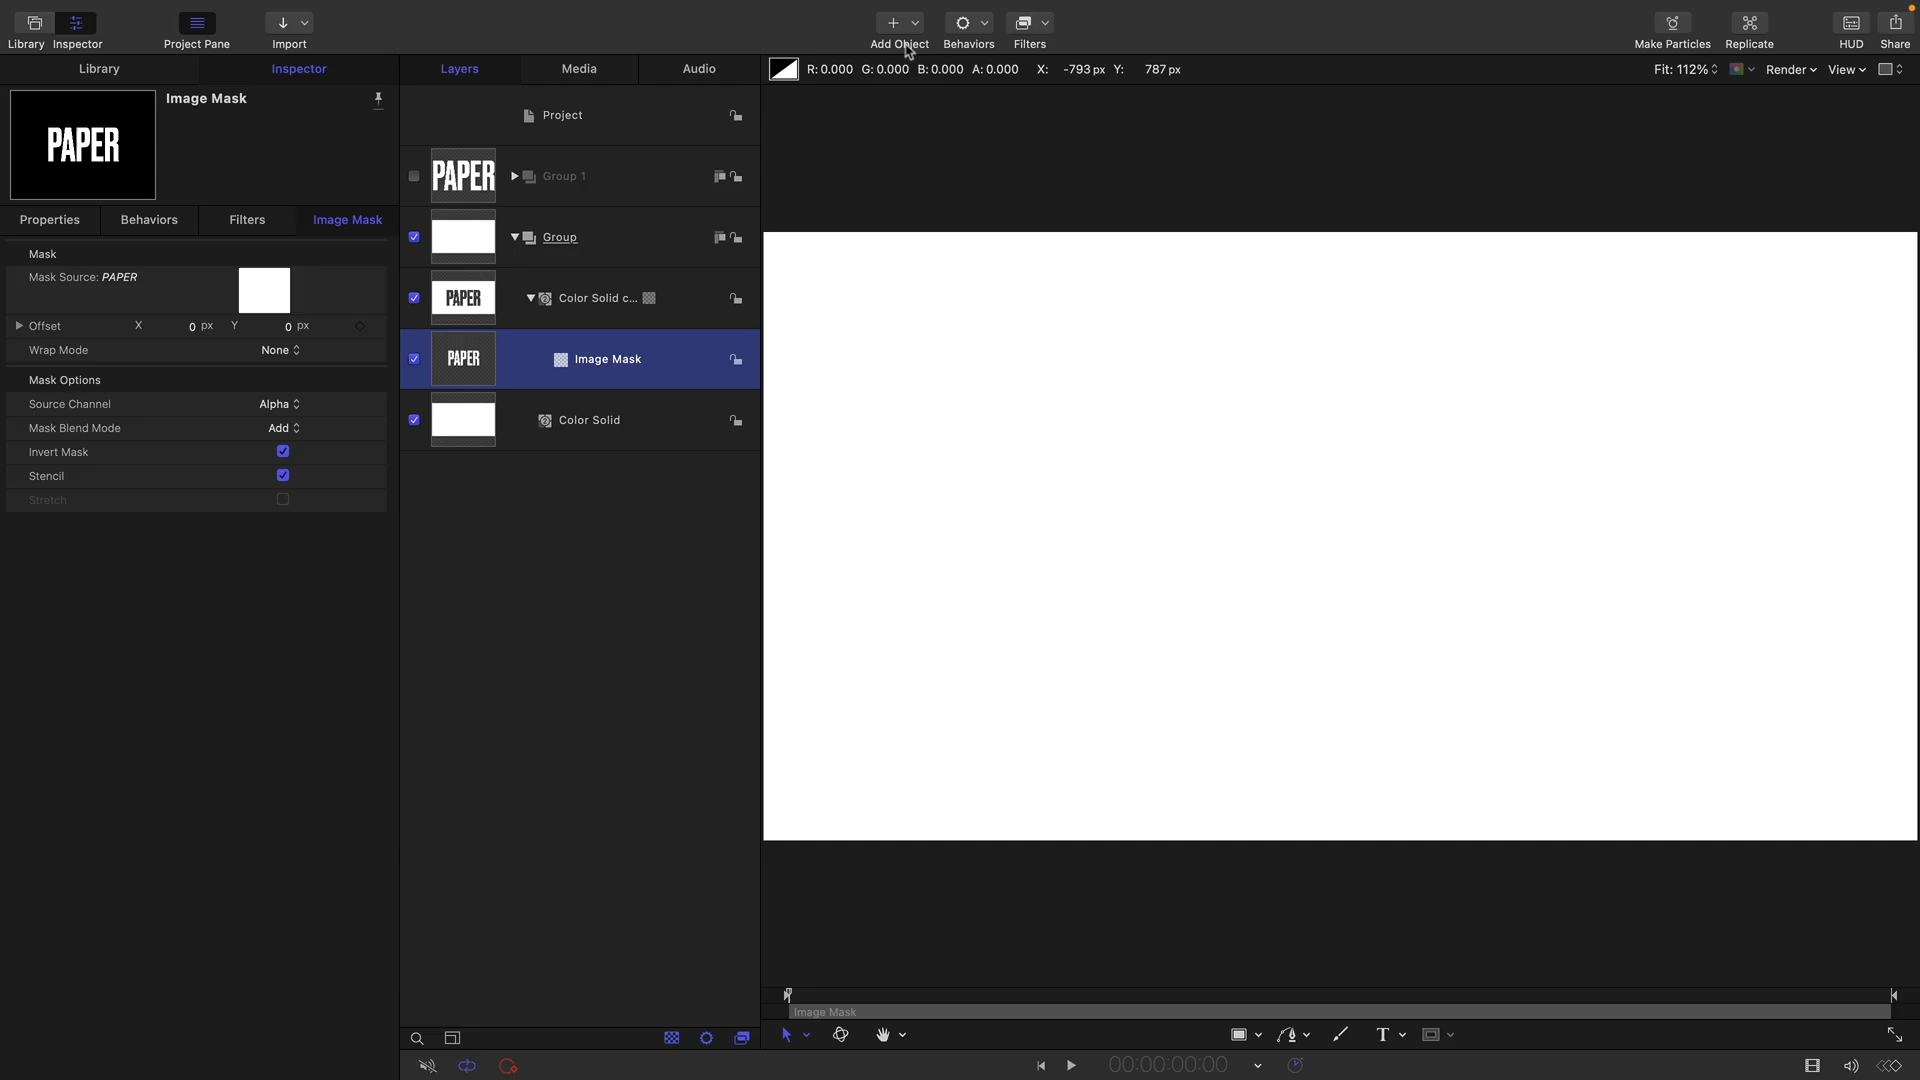 Library Inspector Project Pane Import Add Object Behaviors Filters Make Particles Replicate HUD Share
Library Inspector Layers Media Audio R: 0.000 G: 0.000 B: 0.000 A: 0.000 X: -793 px Y: 787 px Fit: 112% Render View
PAPER
Image Mask
Properties Behaviors Filters Image Mask
Mask
Mask Source: PAPER
Offset X 0 px Y 0 px
Wrap Mode None
Mask Options
Source Channel Alpha
Mask Blend Mode Add
Invert Mask
Stencil
Stretch
Project
PAPER Group 1
Group
PAPER Color Solid c...
PAPER Image Mask
Color Solid
Image Mask
T
00:00:00:00